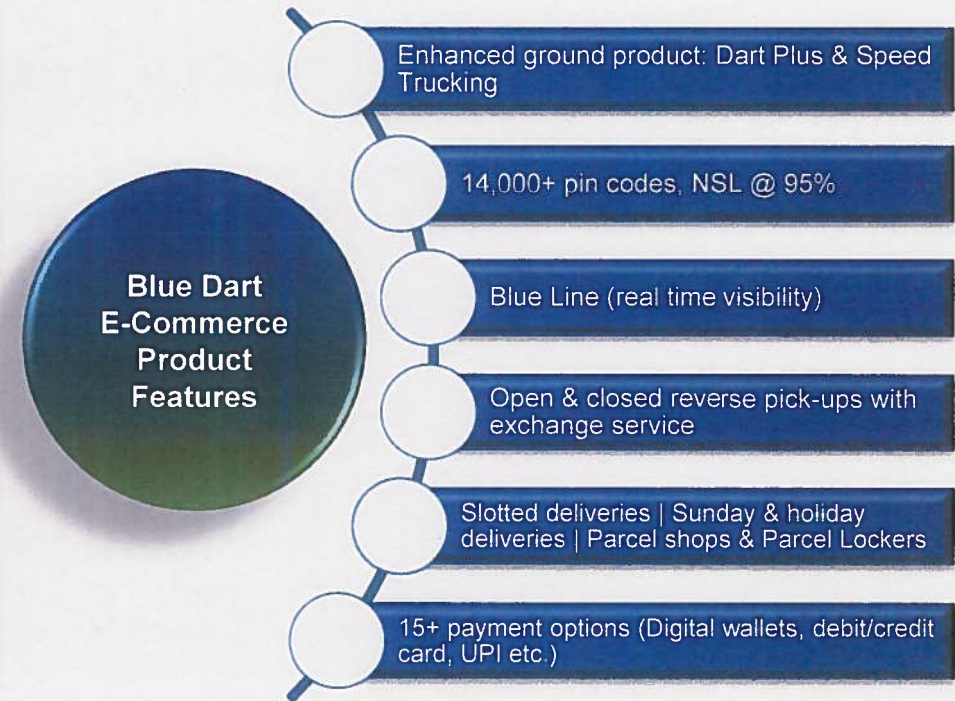 Blue Dart
E-Commerce
Product
Features
Enhanced ground product: Dart Plus & Speed
Trucking
14,000+ pin codes, NSL @ 95%
Blue Line (real time visibility)
Open & closed reverse pick-ups with
exchange service
Slotted deliveries | Sunday & holiday
deliveries | Parcel shops & Parcel Lockers
15+ payment options (Digital wallets, debit/credit
card, UPI etc.)